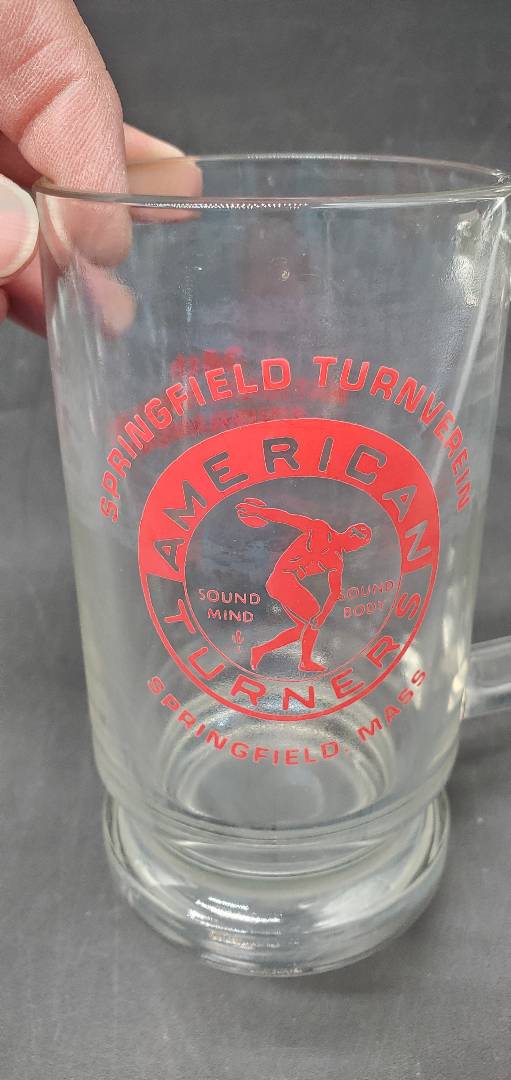 SPRINGFIELD TURNVEREIN
AMERICAN
SOUND MIND
SOUND BODY
TURNERS
SPRINGFIELD, MASS